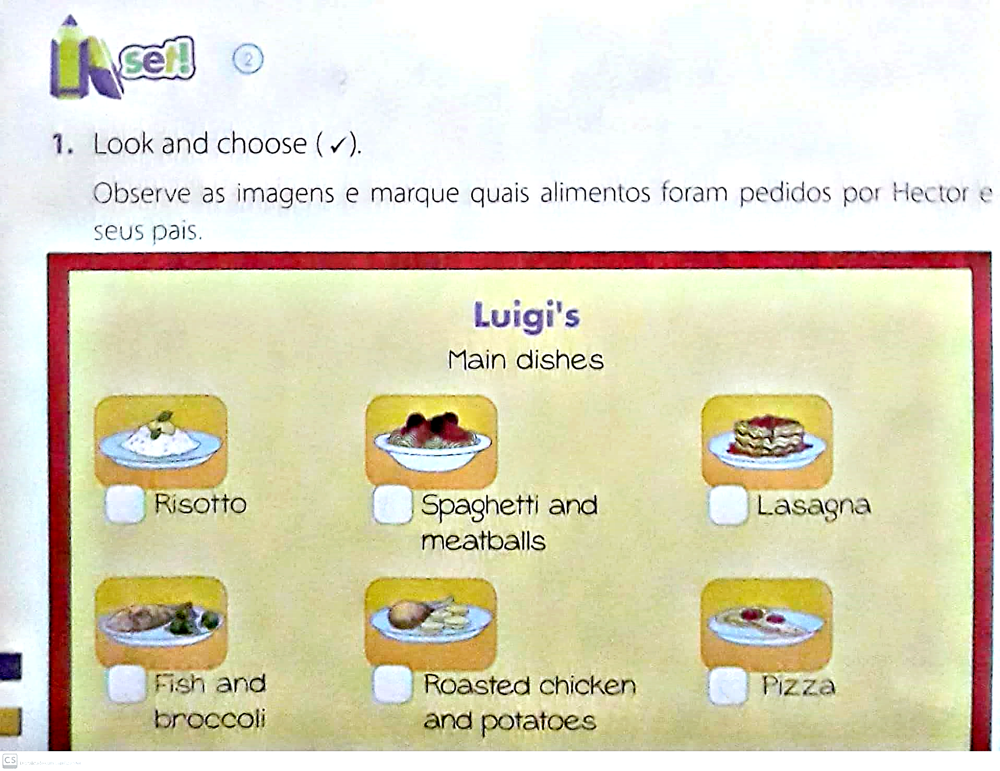 set!
2
1. Look and choose (✓).
Observe as imagens e marque quais alimentos foram pedidos por Hector e
seus pais.
Luigi's
Main dishes
Risotto
Spaghetti and
meatballs
Lasagna
Fish and
broccoli
Roasted chicken
and potatoes
Pizza
CS